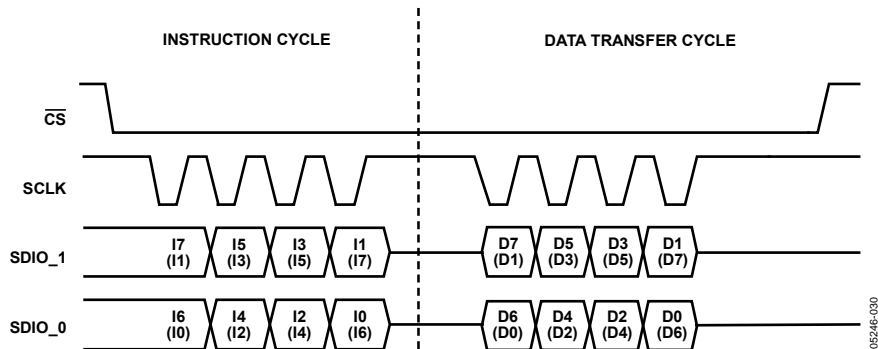 INSTRUCTION CYCLE DATA TRANSFER CYCLE
CS
SCLK
SDIO_1
I7 I5 I3 I1 D7 D5 D3 D1
(I1) (I3) (I5) (I7) (D1) (D3) (D5) (D7)
SDIO_0
I6 I4 I2 I0 D6 D4 D2 D0
(I0) (I2) (I4) (I6) (D0) (D2) (D4) (D6)
05246-030